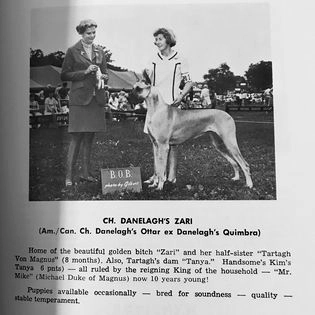 B.O.B.
photo by Gilbert
CH. DANELAGH'S ZARI
(Am./Can. Ch. Danelagh's Ottar ex Danelagh's Quimbra)
Home of the beautiful golden bitch "Zari" and her half-sister "Tartagh
Von Magnus" (8 months). Also, Tartagh's dam "Tanya." Handsome's Kim's
Tanya 6 pnts) — all ruled by the reigning King of the household — "Mr.
Mike" (Michael Duke of Magnus) now 10 years young!
Puppies available occasionally — bred for soundness — quality —
stable temperament.